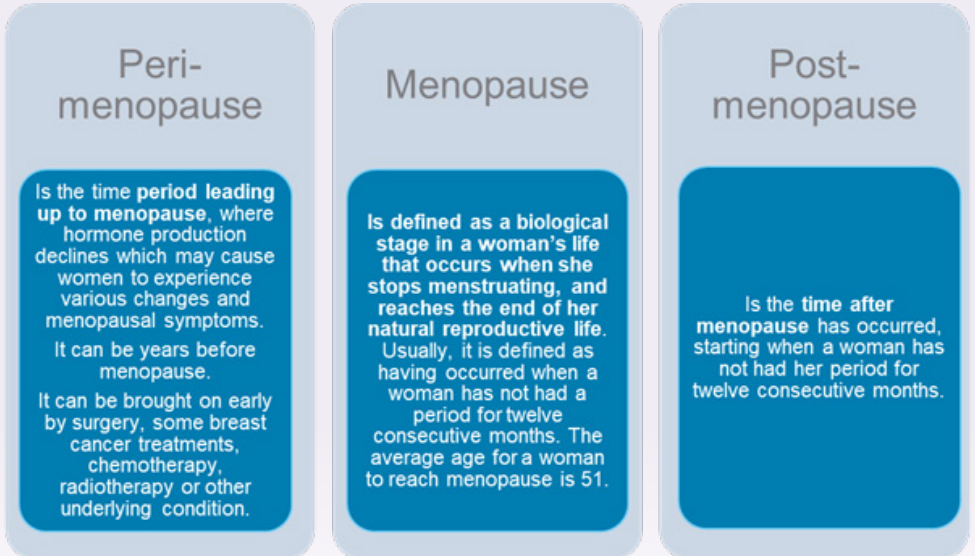 Peri-
menopause
Is the time period leading
up to menopause, where
hormone production
declines which may cause
women to experience
various changes and
menopausal symptoms.
It can be years before
menopause.
It can be brought on early
by surgery, some breast
cancer treatments,
chemotherapy,
radiotherapy or other
underlying condition.
Menopause
Is defined as a biological
stage in a woman's life
that occurs when she
stops menstruating, and
reaches the end of her
natural reproductive life.
Usually, it is defined as
having occurred when a
woman has not had a
period for twelve
consecutive months. The
average age for a woman
to reach menopause is 51.
Post-
menopause
Is the time after
menopause has occurred,
starting when a woman has
not had her period for
twelve consecutive months.